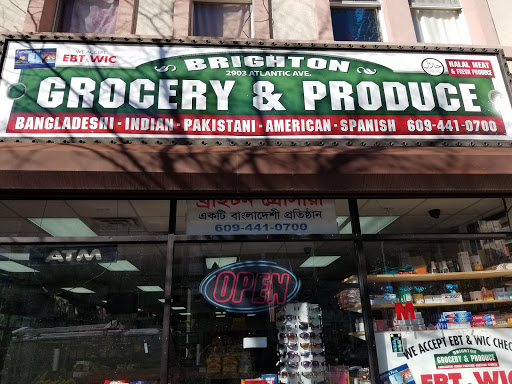 WE ACCEPT
EBT.WIC
BRIGHTON
2903 ATLANTIC AVE.
GROCERY & PRODUCE
حلال
HALAL MEAT
& FRESH PRODUCE
BANGLADESHI - INDIAN - PAKISTANI - AMERICAN - SPANISH 609-441-0700
ব্রাইটন গ্রোসারী
একটি বাংলাদেশী প্রতিষ্ঠান
609-441-0700
ATM
OPEN
M
WE ACCEPT EBT & WIC CHE
BRIGHTON
GROCERY & PRODUCE
EBT.WIC